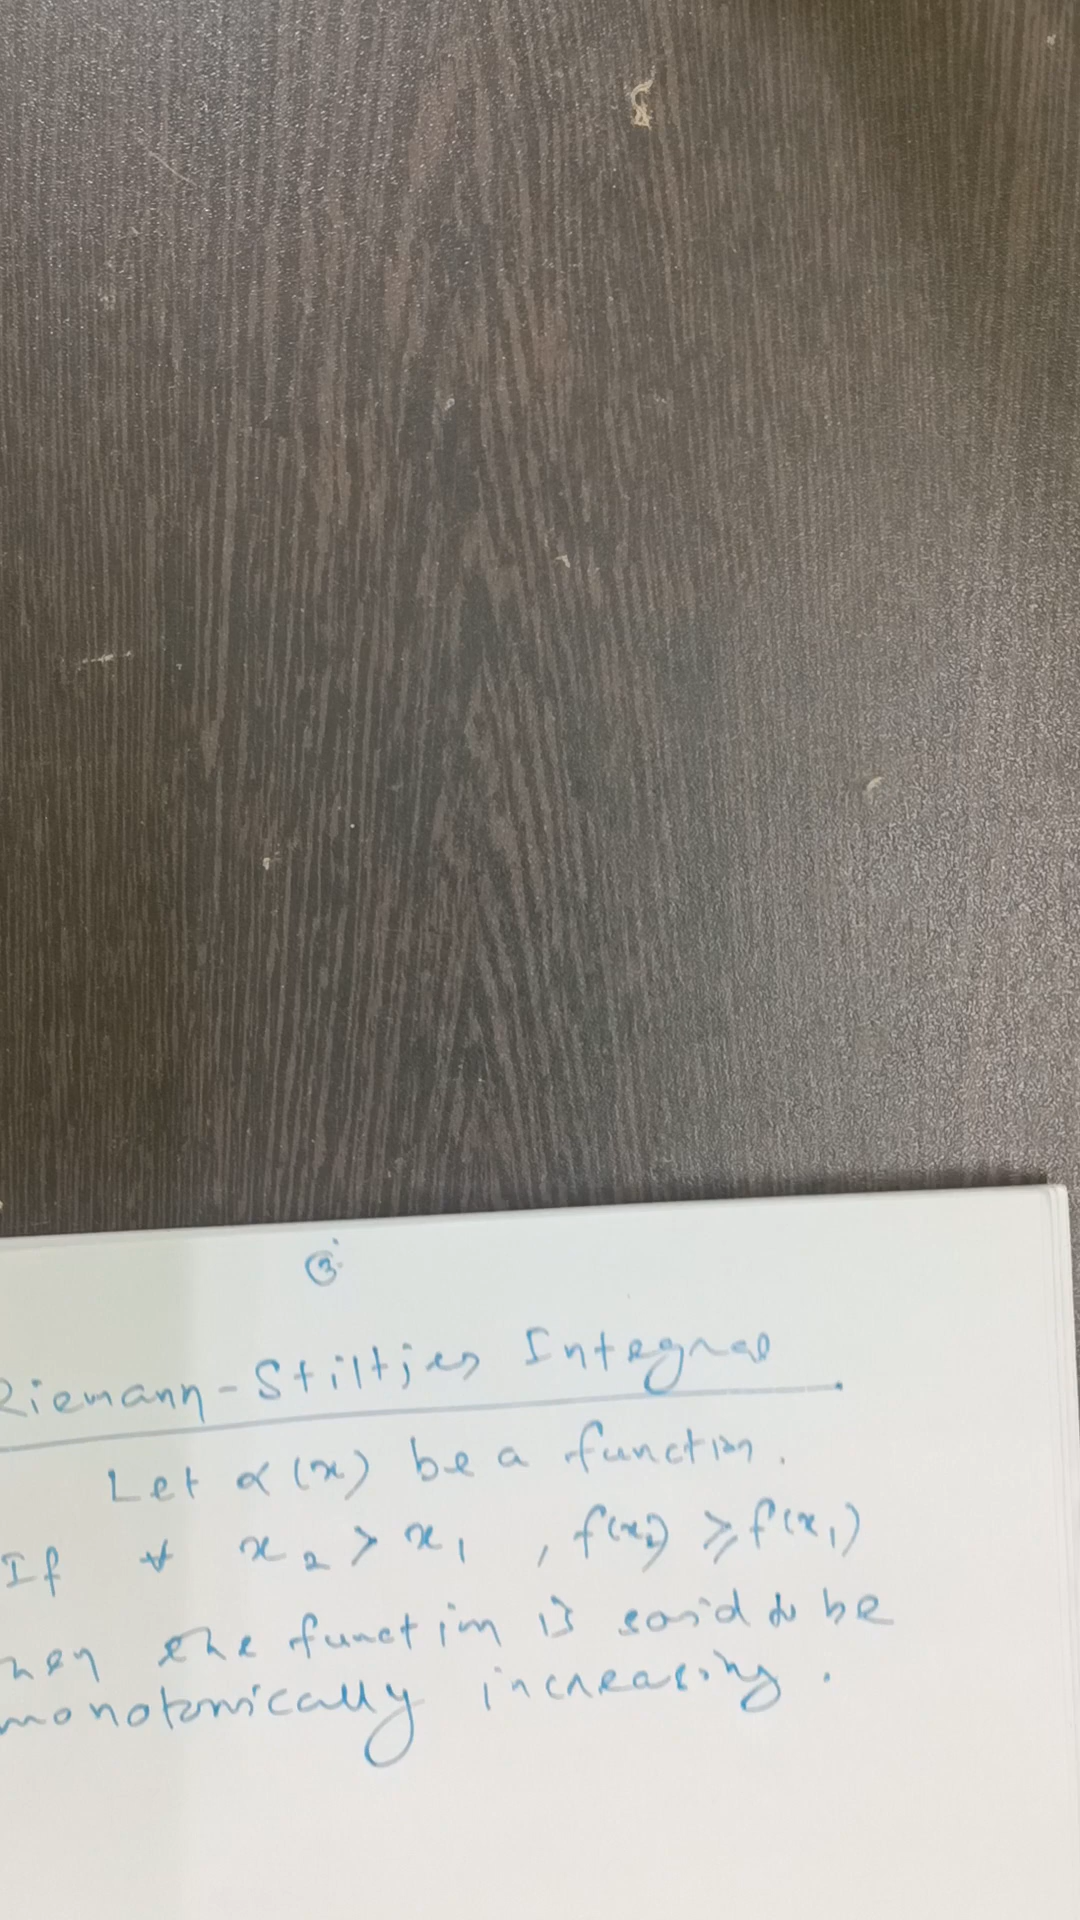 ③
Riemann-Stiltjes Integral
Let α(x) be a function.
If ∀ x₂ > x₁, f(x₂) ≥ f(x₁)
hen the function is said to be
monotonically increasing.